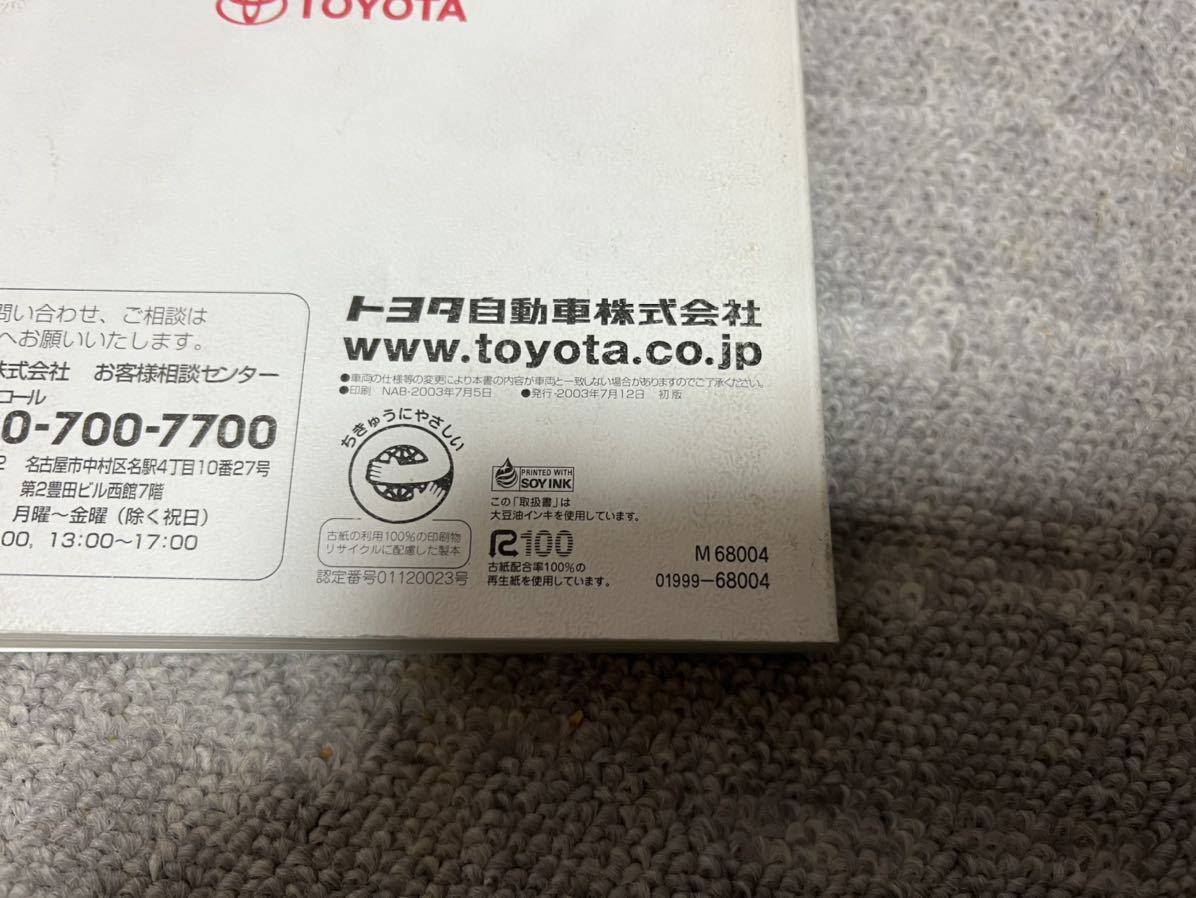 TOYOTA
問い合わせ、ご相談は
へお願いいたします。
株式会社 お客様相談センター
コール
0-700-7700
2 名古屋市中村区名駅4丁目10番27号
第2豊田ビル西館7階
月曜〜金曜（除く祝日）
:00, 13:00〜17:00
トヨタ自動車株式会社
www.toyota.co.jp
●車両の仕様等の変更により本書の内容が車両と一致しない場合がありますのでご了承ください。
●印刷 NAB-2003年7月5日 ●発行-2003年7月12日 初版
ちきゅうにやさしい
古紙の利用100%の印刷物
リサイクルに配慮した製本
認定番号01120023号
PRINTED WITH
SOY INK
この「取扱書」は
大豆油インキを使用しています。
R100
古紙配合率100%の
再生紙を使用しています。
M 68004
01999-68004